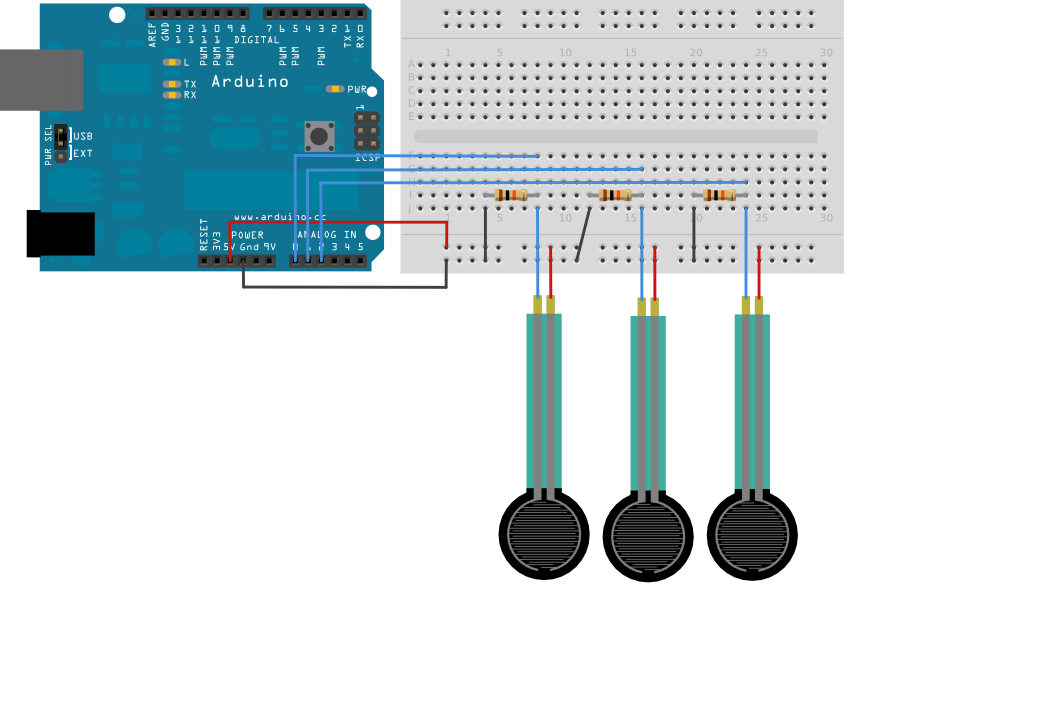 AREF
GND
13
12
11
10
9
8
7
6
5
4
3
2
1
0
DIGITAL
PWM
PWM
PWM
PWM
PWM
PWM
TX
RX
L
TX
RX
Arduino
PWR
1
ICSP
PWR SEL
USB
EXT
www.arduino.cc
RESET
3V3
POWER
5V Gnd 9V
ANALOG IN
0 1 2 3 4 5
1 5 10 15 20 25 30
A
B
C
D
E
F
G
H
I
J
1 5 10 15 20 25 30